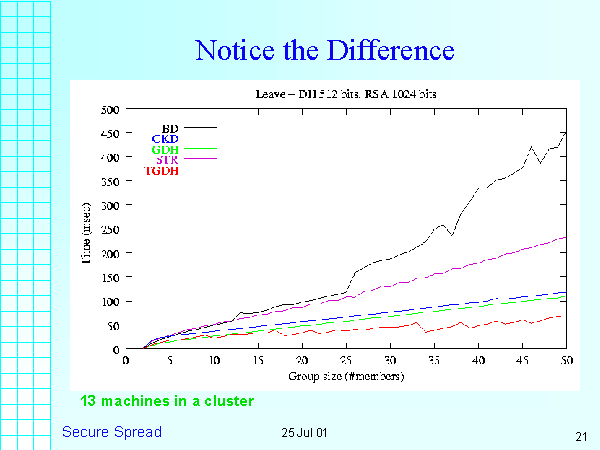 Notice the Difference
Leave – DH 512 bits, RSA 1024 bits
500
450
400
350
300
250
200
150
100
50
0
BD
CKD
GDH
STR
TGDH
Time (msec)
0 5 10 15 20 25 30 35 40 45 50
Group size (#members)
13 machines in a cluster
Secure Spread 25 Jul 01 21